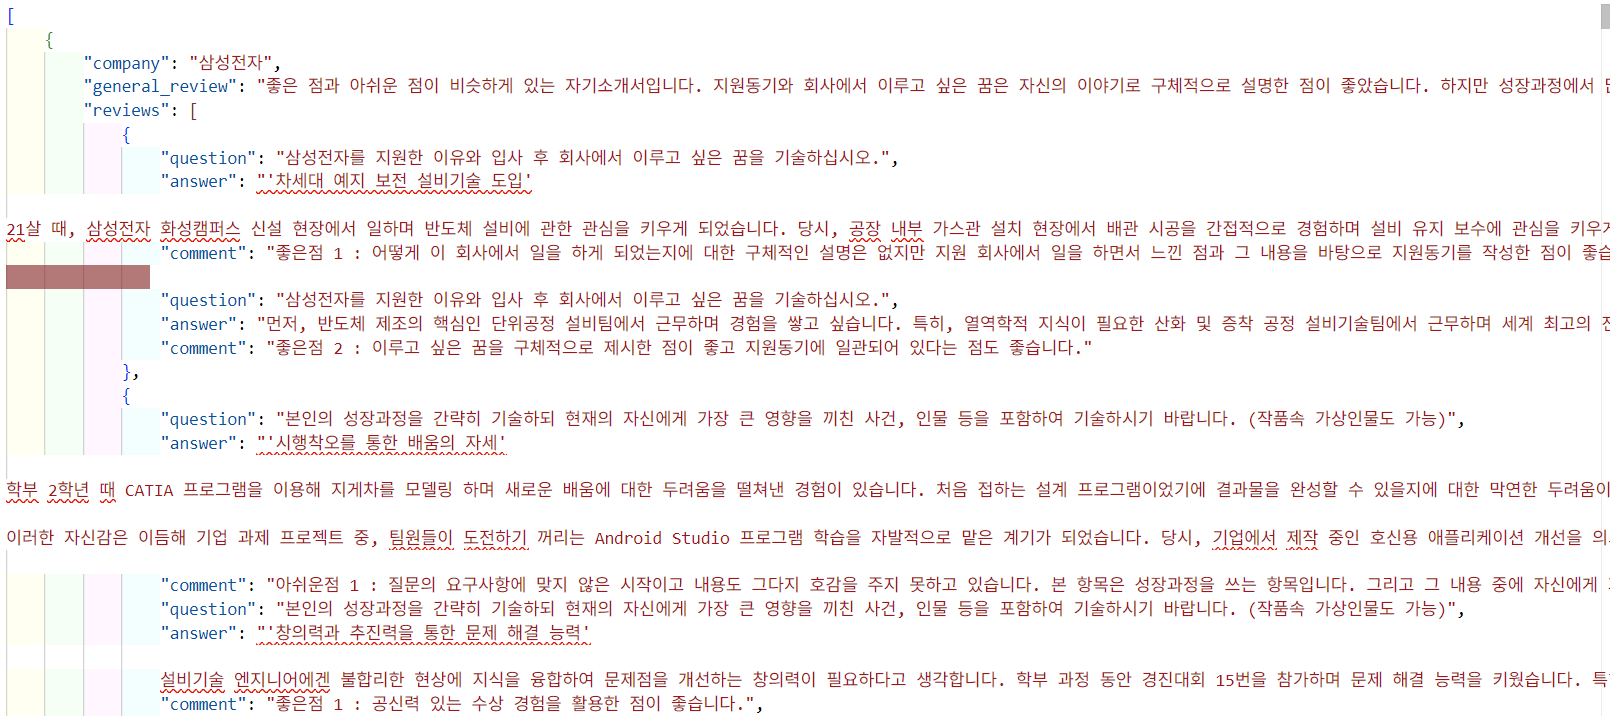 [
{
"company": "삼성전자",
"general_review": "좋은 점과 아쉬운 점이 비슷하게 있는 자기소개서입니다. 지원동기와 회사에서 이루고 싶은 꿈은 자신의 이야기로 구체적으로 설명한 점이 좋았습니다. 하지만 성장과정에서
"reviews": [
{
"question": "삼성전자를 지원한 이유와 입사 후 회사에서 이루고 싶은 꿈을 기술하십시오.",
"answer": "'차세대 예지 보전 설비기술 도입'
21살 때, 삼성전자 화성캠퍼스 신설 현장에서 일하며 반도체 설비에 관한 관심을 키우게 되었습니다. 당시, 공장 내부 가스관 설치 현장에서 배관 시공을 간접적으로 경험하며 설비 유지 보수에 관심을 키우게
"comment": "좋은점 1 : 어떻게 이 회사에서 일을 하게 되었는지에 대한 구체적인 설명은 없지만 지원 회사에서 일을 하면서 느낀 점과 그 내용을 바탕으로 지원동기를 작성한 점이 좋습
"question": "삼성전자를 지원한 이유와 입사 후 회사에서 이루고 싶은 꿈을 기술하십시오.",
"answer": "먼저, 반도체 제조의 핵심인 단위공정 설비팀에서 근무하며 경험을 쌓고 싶습니다. 특히, 열역학적 지식이 필요한 산화 및 증착 공정 설비기술팀에서 근무하며 세계 최고의
"comment": "좋은점 2 : 이루고 싶은 꿈을 구체적으로 제시한 점이 좋고 지원동기에 일관되어 있다는 점도 좋습니다."
},
{
"question": "본인의 성장과정을 간략히 기술하되 현재의 자신에게 가장 큰 영향을 끼친 사건, 인물 등을 포함하여 기술하시기 바랍니다. (작품속 가상인물도 가능)",
"answer": "'시행착오를 통한 배움의 자세'
학부 2학년 때 CATIA 프로그램을 이용해 지게차를 모델링 하며 새로운 배움에 대한 두려움을 떨쳐낸 경험이 있습니다. 처음 접하는 설계 프로그램이었기에 결과물을 완성할 수 있을지에 대한 막연한 두려움이
이러한 자신감은 이듬해 기업 과제 프로젝트 중, 팀원들이 도전하기 꺼리는 Android Studio 프로그램 학습을 자발적으로 맡은 계기가 되었습니다. 당시, 기업에서 제작 중인 호신용 애플리케이션 개선을 의
"comment": "아쉬운점 1 : 질문의 요구사항에 맞지 않은 시작이고 내용도 그다지 호감을 주지 못하고 있습니다. 본 항목은 성장과정을 쓰는 항목입니다. 그리고 그 내용 중에 자신에게
"question": "본인의 성장과정을 간략히 기술하되 현재의 자신에게 가장 큰 영향을 끼친 사건, 인물 등을 포함하여 기술하시기 바랍니다. (작품속 가상인물도 가능)",
"answer": "'창의력과 추진력을 통한 문제 해결 능력'
설비기술 엔지니어에겐 불합리한 현상에 지식을 융합하여 문제점을 개선하는 창의력이 필요하다고 생각합니다. 학부 과정 동안 경진대회 15번을 참가하며 문제 해결 능력을 키웠습니다. 특
"comment": "좋은점 1 : 공신력 있는 수상 경험을 활용한 점이 좋습니다.",